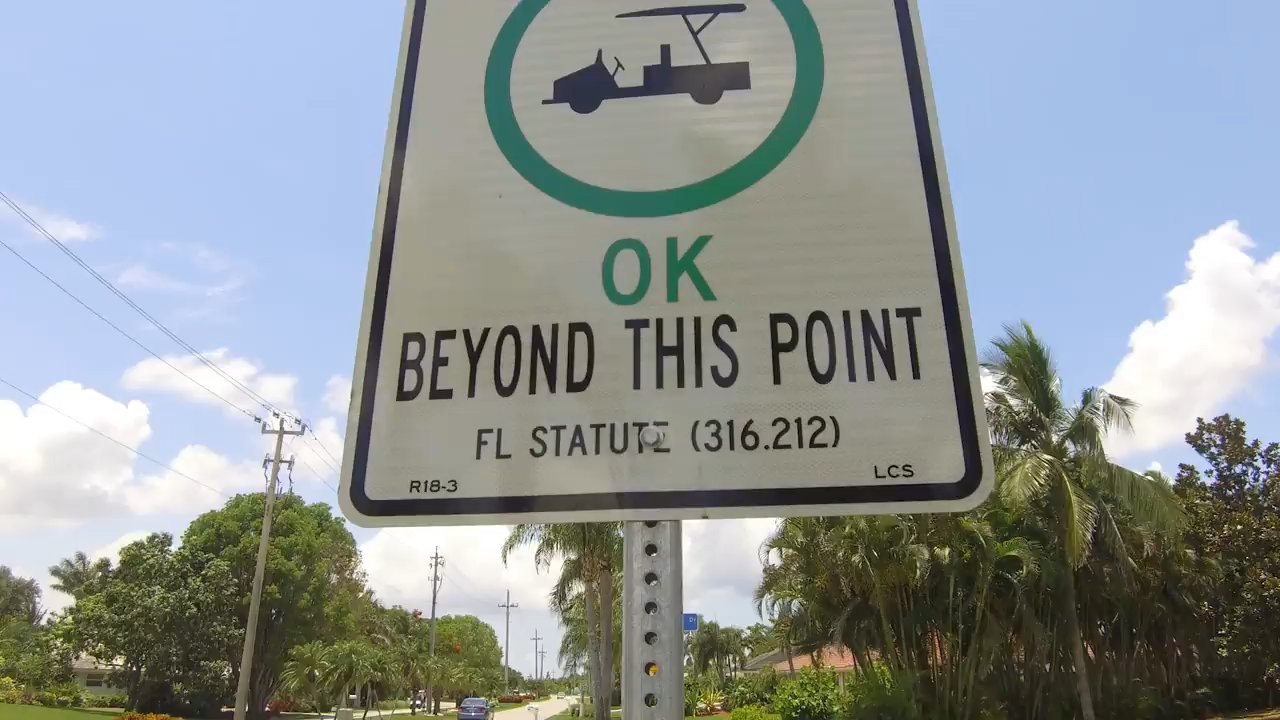 OK
BEYOND THIS POINT
FL STATUTE (316.212)
R18-3
LCS